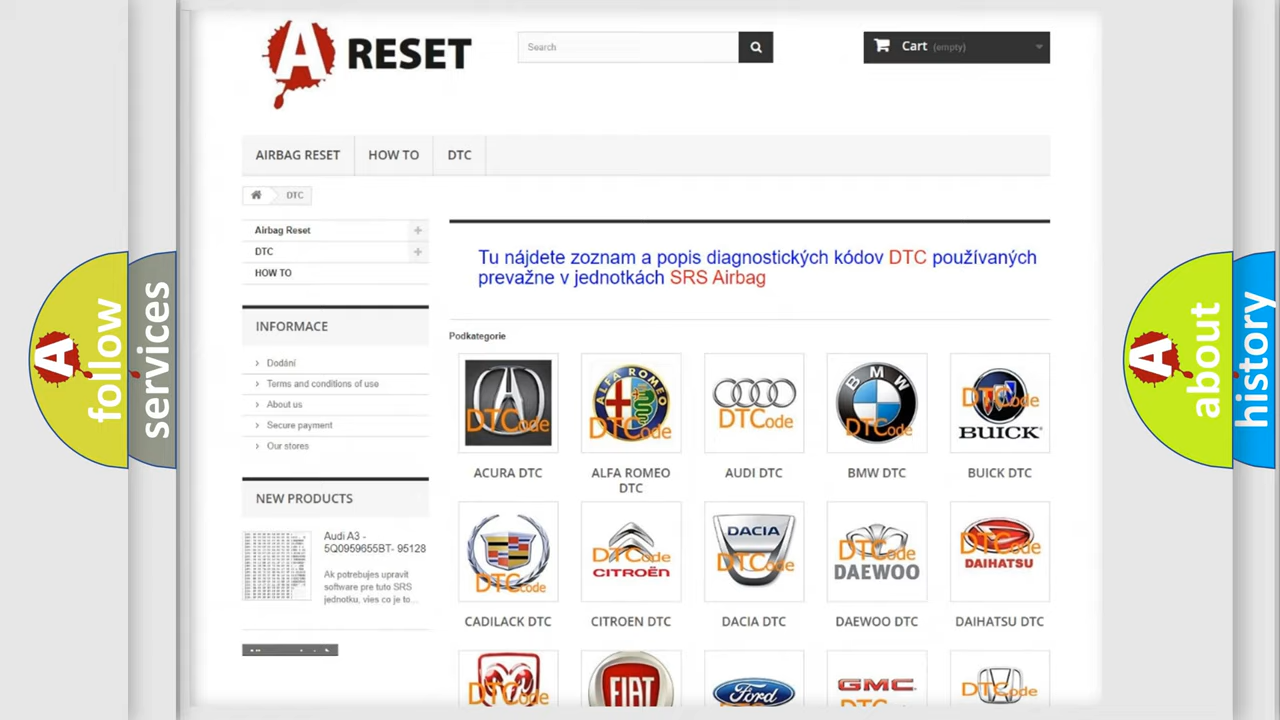 A RESET
Search
Cart (empty)
AIRBAG RESET
HOW TO
DTC
DTC
Airbag Reset
DTC
HOW TO
Tu nájdete zoznam a popis diagnostických kódov DTC používaných
prevažne v jednotkách SRS Airbag
INFORMACE
Dodání
Terms and conditions of use
About us
Secure payment
Our stores
Podkategorie
DTCode
ALFA ROMEO
DTCode
DTCode
BMW
DTCode
DTCode
BUICK
ACURA DTC
ALFA ROMEO
DTC
AUDI DTC
BMW DTC
BUICK DTC
NEW PRODUCTS
Audi A3 -
5Q0959655BT- 95128
Ak potrebujes upravit
software pre tuto SRS
jednotku, vies co je to...
DTCode
DTCode
CITROËN
DACIA
DTCode
DTCode
DAEWOO
DTCode
DAIHATSU
CADILACK DTC
CITROEN DTC
DACIA DTC
DAEWOO DTC
DAIHATSU DTC
DTCode
FIAT
Ford
GMC
DTCode
A follow
services
A about
history